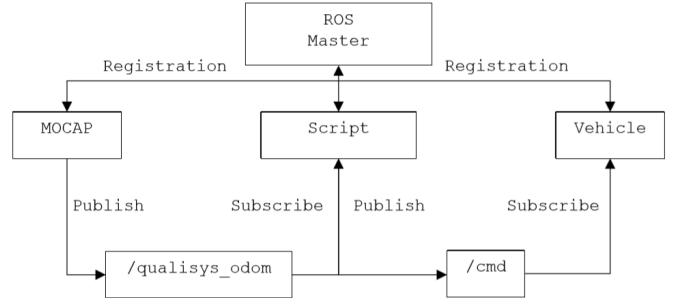 ROS
Master
Registration
Registration
MOCAP
Script
Vehicle
Publish
Subscribe
Publish
Subscribe
/qualisys_odom
/cmd